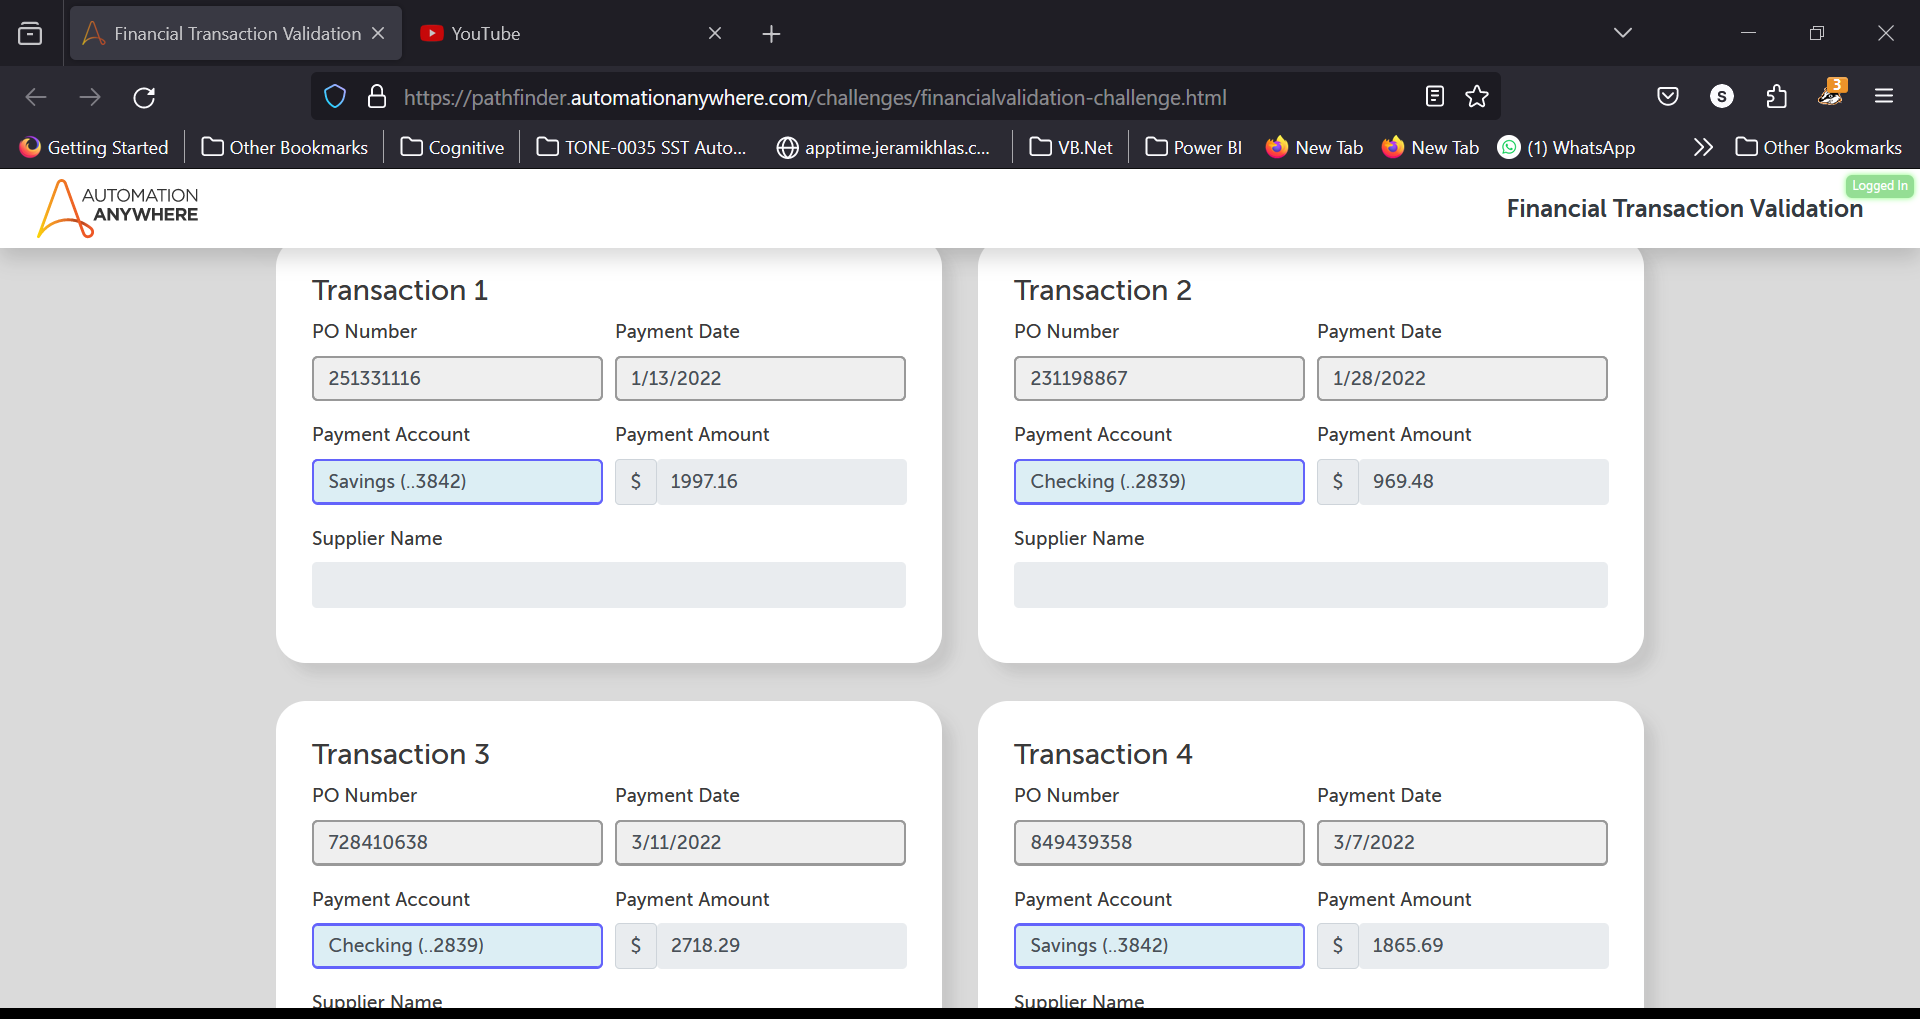 Financial Transaction Validation
YouTube
https://pathfinder.automationanywhere.com/challenges/financialvalidation-challenge.html
S
3
Getting Started
Other Bookmarks
Cognitive
TONE-0035 SST Auto...
apptime.jeramikhlas.c...
VB.Net
Power BI
New Tab
New Tab
(1) WhatsApp
Other Bookmarks
AUTOMATION
ANYWHERE
Logged In
Financial Transaction Validation
Transaction 1
PO Number
Payment Date
251331116
1/13/2022
Payment Account
Payment Amount
Savings (..3842)
$ 1997.16
Supplier Name
Transaction 2
PO Number
Payment Date
231198867
1/28/2022
Payment Account
Payment Amount
Checking (..2839)
$ 969.48
Supplier Name
Transaction 3
PO Number
Payment Date
728410638
3/11/2022
Payment Account
Payment Amount
Checking (..2839)
$ 2718.29
Supplier Name
Transaction 4
PO Number
Payment Date
849439358
3/7/2022
Payment Account
Payment Amount
Savings (..3842)
$ 1865.69
Supplier Name